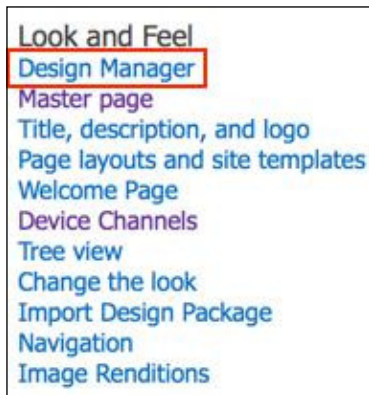 Look and Feel
Design Manager
Master page
Title, description, and logo
Page layouts and site templates
Welcome Page
Device Channels
Tree view
Change the look
Import Design Package
Navigation
Image Renditions